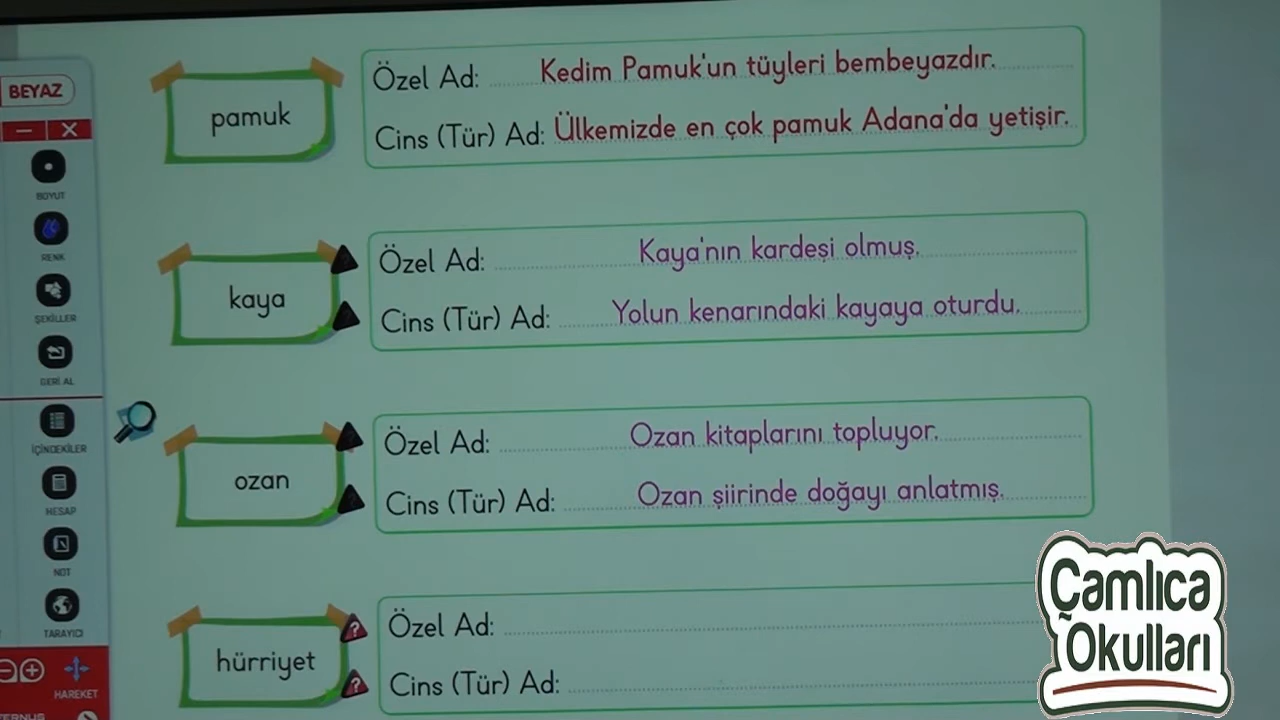 BEYAZ
BOYUT
RENK
ŞEKİLLER
GERİ AL
İÇİNDEKİLER
HESAP
NOT
TARAYICI
HAREKET
pamuk
Özel Ad: Kedim Pamuk'un tüyleri bembeyazdır.
Cins (Tür) Ad: Ülkemizde en çok pamuk Adana'da yetişir.
kaya
Özel Ad: Kaya'nın kardeşi olmuş.
Cins (Tür) Ad: Yolun kenarındaki kayaya oturdu.
ozan
Özel Ad: Ozan kitaplarını topluyor.
Cins (Tür) Ad: Ozan şiirinde doğayı anlatmış.
hürriyet
Özel Ad:
Cins (Tür) Ad:
Çamlıca
Okulları